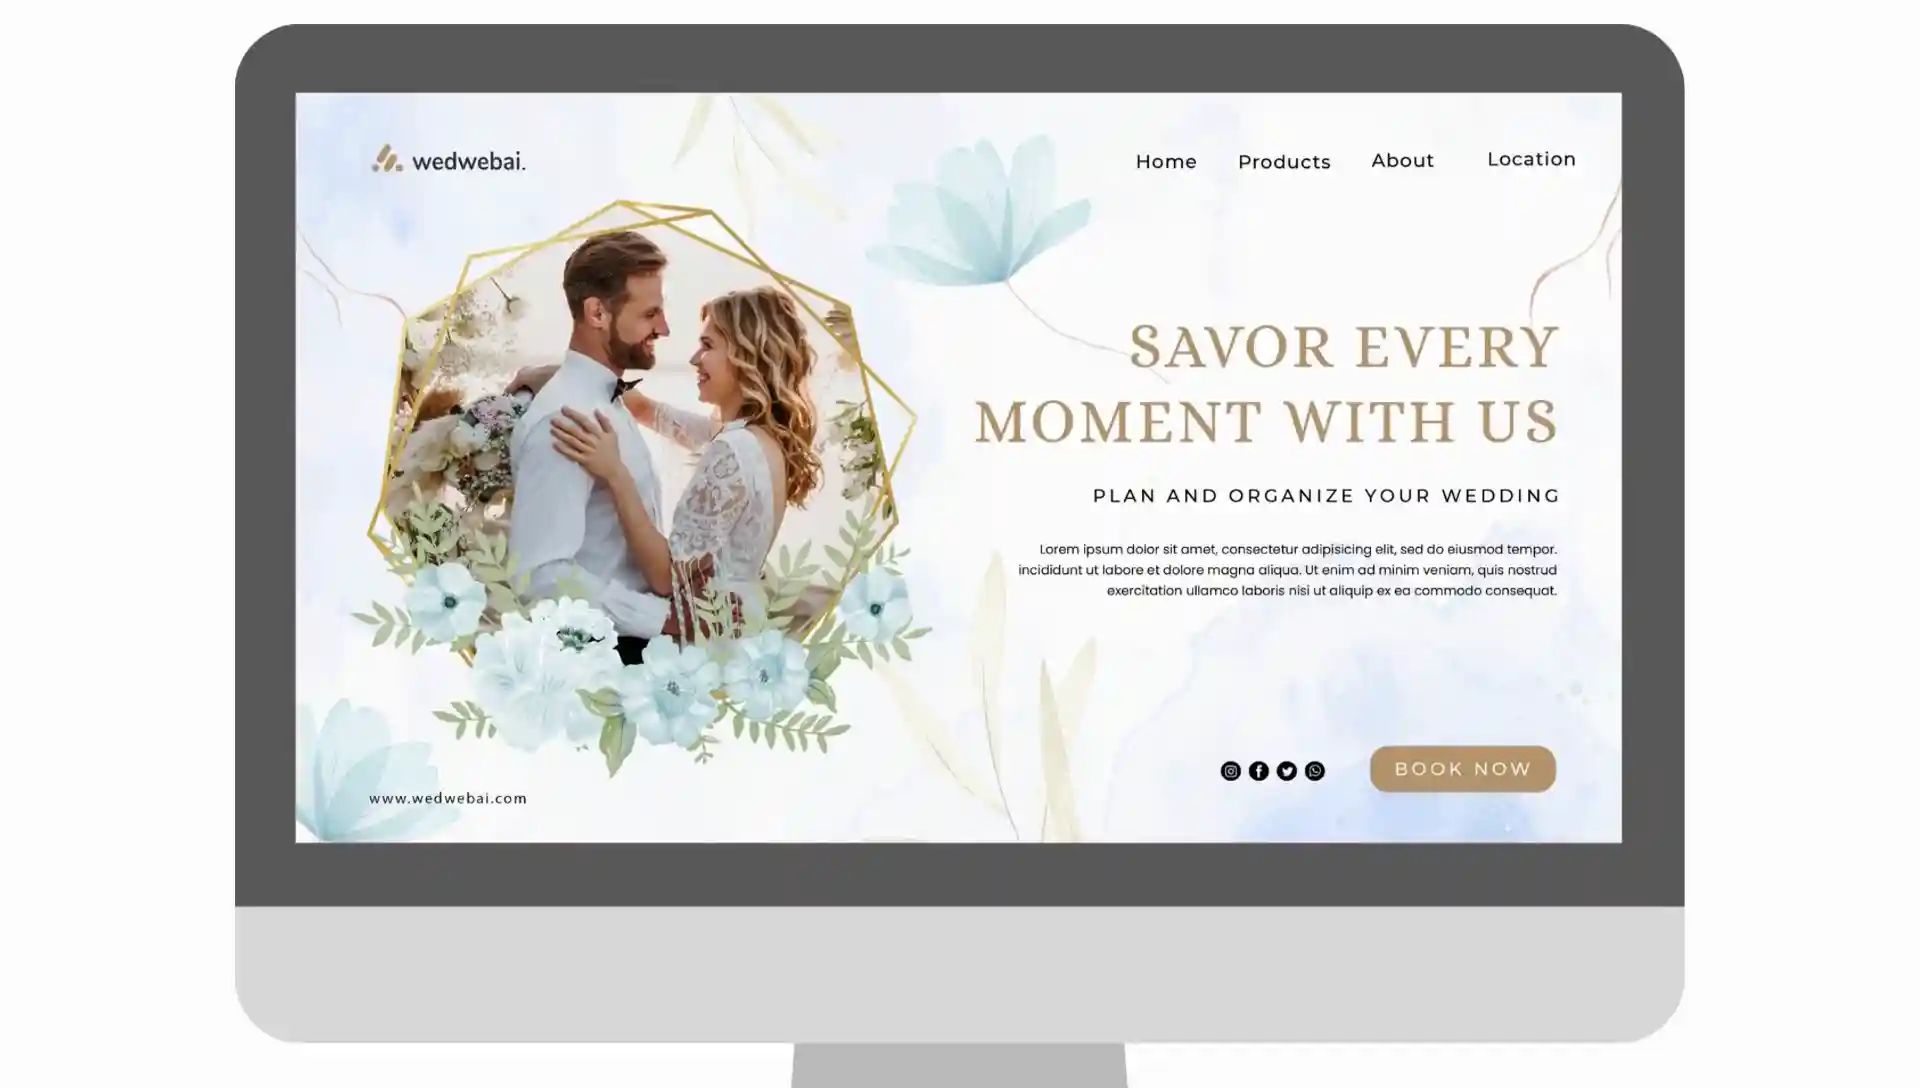 wedwebai.
Home Products About Location
SAVOR EVERY
MOMENT WITH US
PLAN AND ORGANIZE YOUR WEDDING
Lorem ipsum dolor sit amet, consectetur adipisicing elit, sed do eiusmod tempor.
incididunt ut labore et dolore magna aliqua. Ut enim ad minim veniam, quis nostrud
exercitation ullamco laboris nisi ut aliquip ex ea commodo consequat.
BOOK NOW
www.wedwebai.com